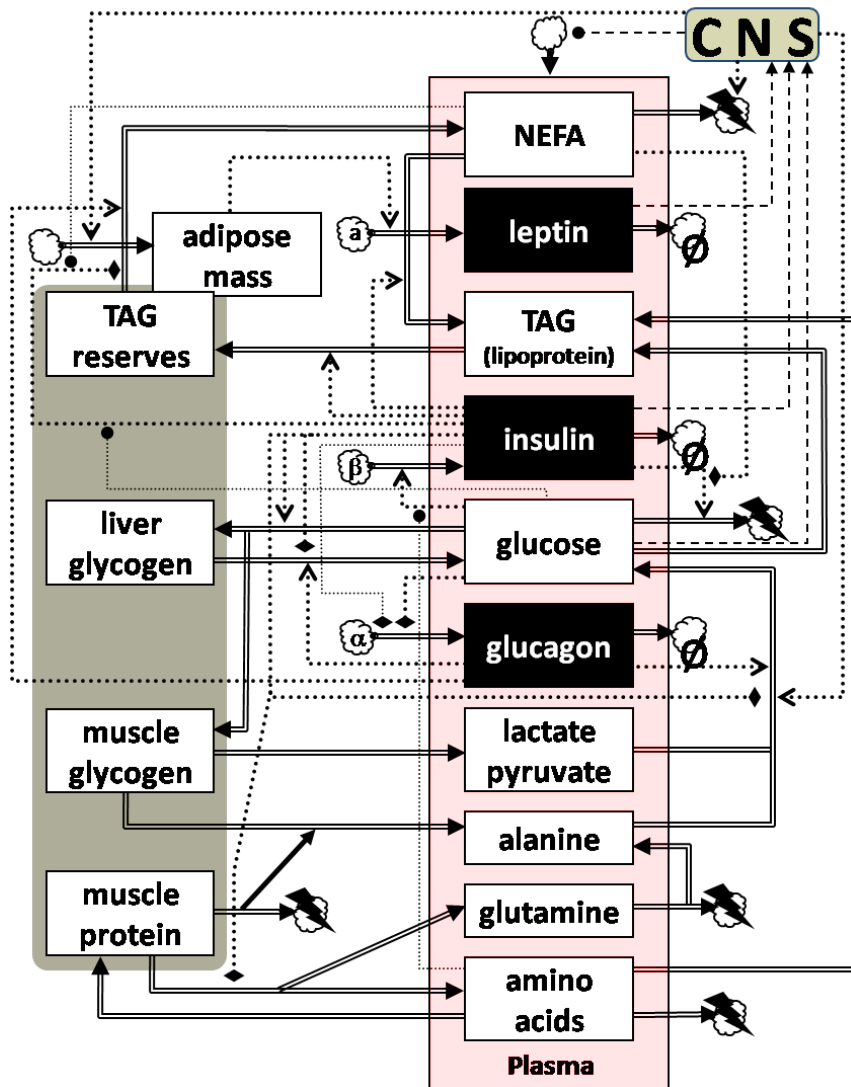 C N S
NEFA
adipose
mass
a
leptin
Ø
TAG
reserves
TAG
(lipoprotein)
insulin
β
Ø
liver
glycogen
glucose
α
glucagon
Ø
muscle
glycogen
lactate
pyruvate
alanine
muscle
protein
glutamine
amino
acids
Plasma